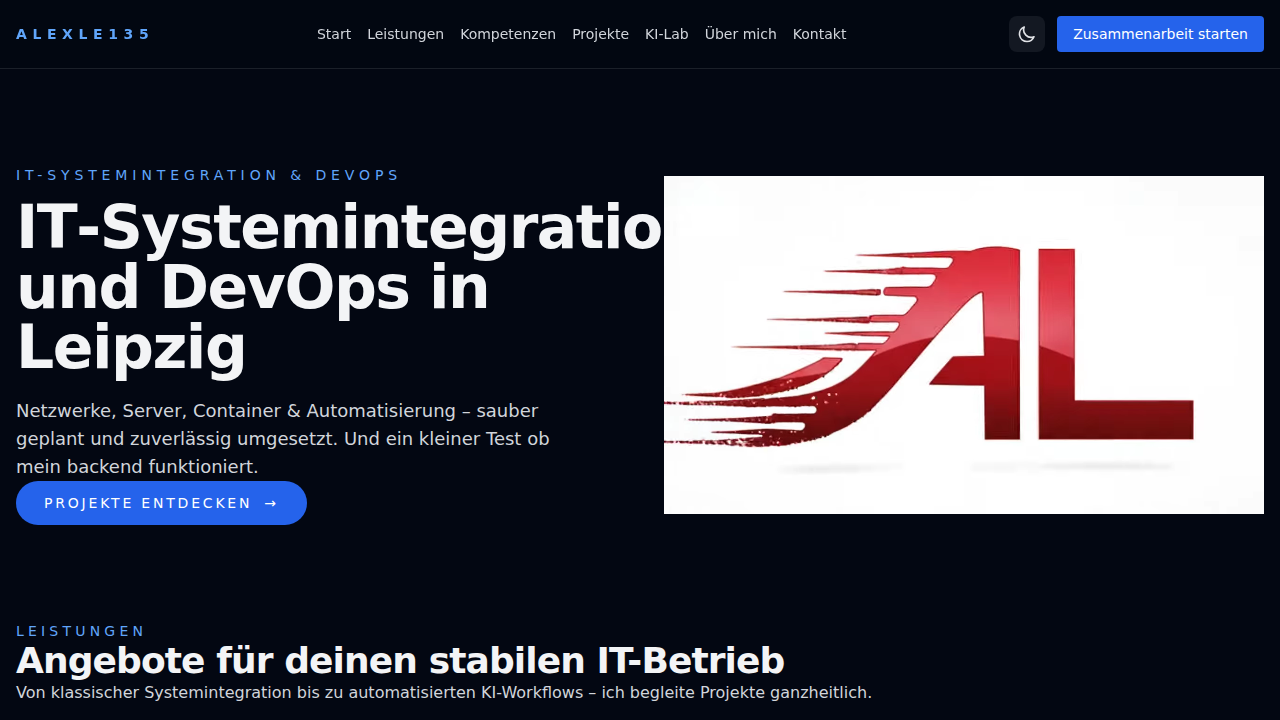 ALEXLE135
Start Leistungen Kompetenzen Projekte KI-Lab Über mich Kontakt
Zusammenarbeit starten
IT-SYSTEMINTEGRATION & DEVOPS
IT-Systemintegratio
und DevOps in
Leipzig
Netzwerke, Server, Container & Automatisierung – sauber
geplant und zuverlässig umgesetzt. Und ein kleiner Test ob
mein backend funktioniert.
PROJEKTE ENTDECKEN →
AL
LEISTUNGEN
Angebote für deinen stabilen IT-Betrieb
Von klassischer Systemintegration bis zu automatisierten KI-Workflows – ich begleite Projekte ganzheitlich.